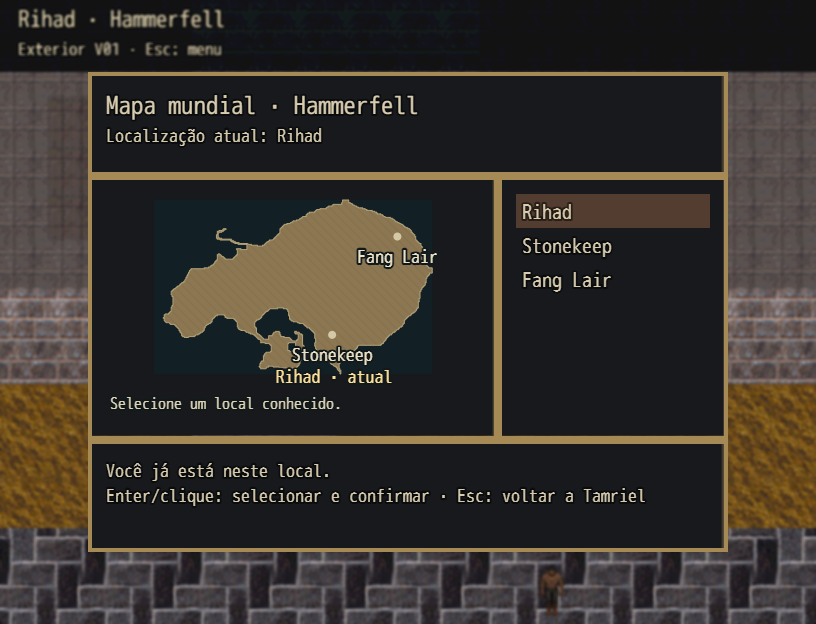 Rihad · Hammerfell
Exterior V01 · Esc: menu
Mapa mundial · Hammerfell
Localização atual: Rihad
Fang Lair
Stonekeep
Rihad · atual
Selecione um local conhecido.
Rihad
Stonekeep
Fang Lair
Você já está neste local.
Enter/clique: selecionar e confirmar · Esc: voltar a Tamriel